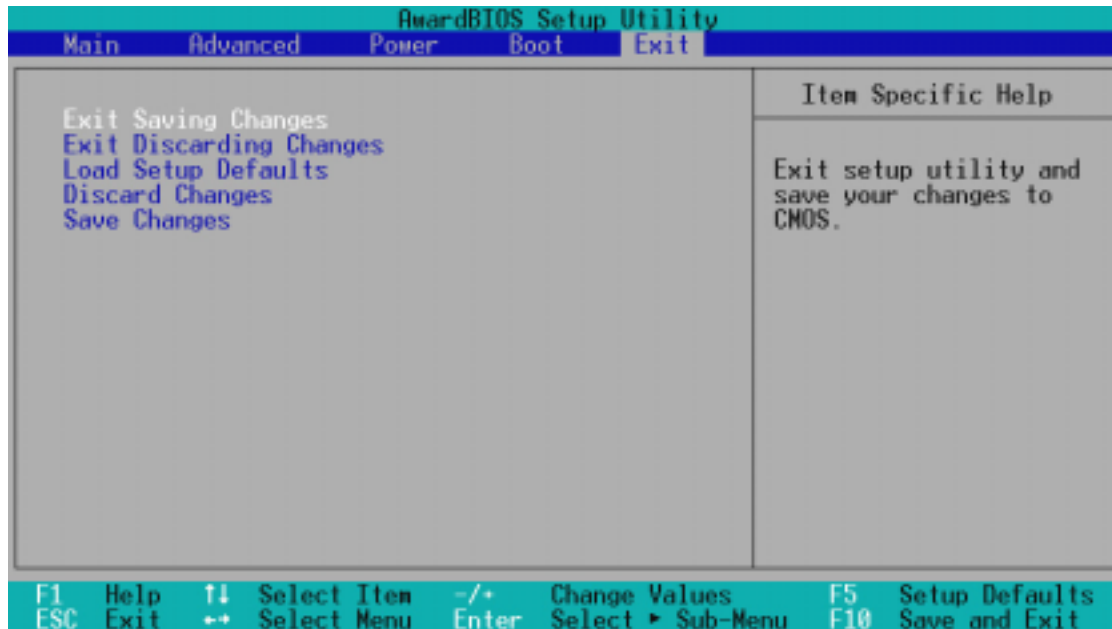 AwardBIOS Setup Utility
Main Advanced Power Boot Exit
Exit Saving Changes
Exit Discarding Changes
Load Setup Defaults
Discard Changes
Save Changes
Item Specific Help
Exit setup utility and
save your changes to
CMOS.
F1 Help ↑↓ Select Item -/+ Change Values F5 Setup Defaults
ESC Exit ←→ Select Menu Enter Select ► Sub-Menu F10 Save and Exit